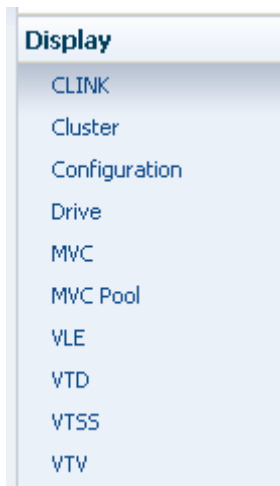 Display
CLINK
Cluster
Configuration
Drive
MVC
MVC Pool
VLE
VTD
VTSS
VTV